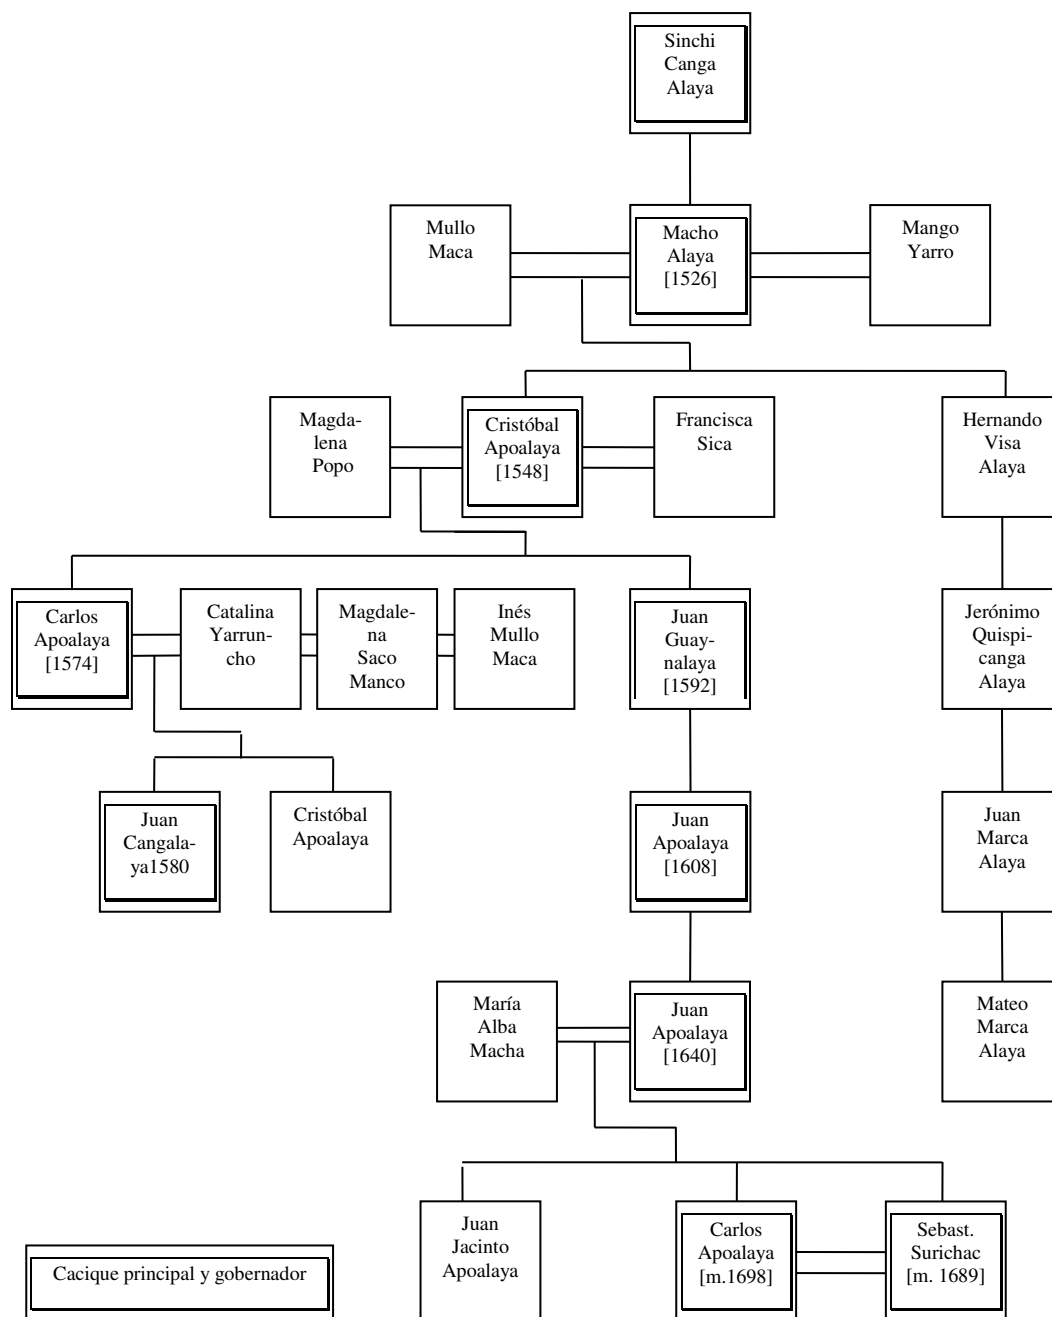 Sinchi
Canga
Alaya
Mullo
Maca
Macho
Alaya
[1526]
Mango
Yarro
Magda-
lena
Popo
Cristóbal
Apoalaya
[1548]
Francisca
Sica
Hernando
Visa
Alaya
Carlos
Apoalaya
[1574]
Catalina
Yarrun-
cho
Magdale-
na
Saco
Manco
Inés
Mullo
Maca
Juan
Guay-
nalaya
[1592]
Jerónimo
Quispi-
canga
Alaya
Juan
Cangala-
ya1580
Cristóbal
Apoalaya
Juan
Apoalaya
[1608]
Juan
Marca
Alaya
María
Alba
Macha
Juan
Apoalaya
[1640]
Mateo
Marca
Alaya
Juan
Jacinto
Apoalaya
Carlos
Apoalaya
[m.1698]
Sebast.
Surichac
[m. 1689]
Cacique principal y gobernador